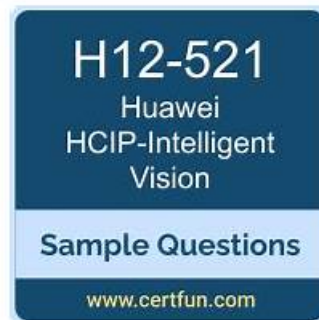 H12-521
Huawei
HCIP-Intelligent
Vision
Sample Questions
www.certfun.com